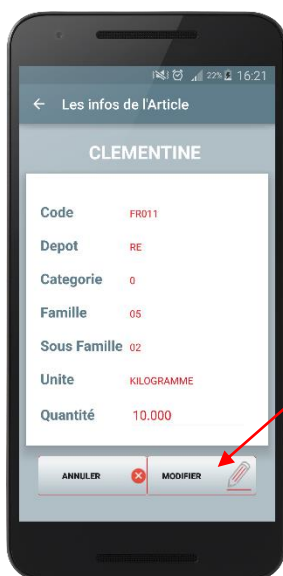 22% 16:21
← Les infos de l'Article
CLEMENTINE
Code FR011
Depot RE
Categorie 0
Famille 05
Sous Famille 02
Unite KILOGRAMME
Quantité 10.000
ANNULER MODIFIER